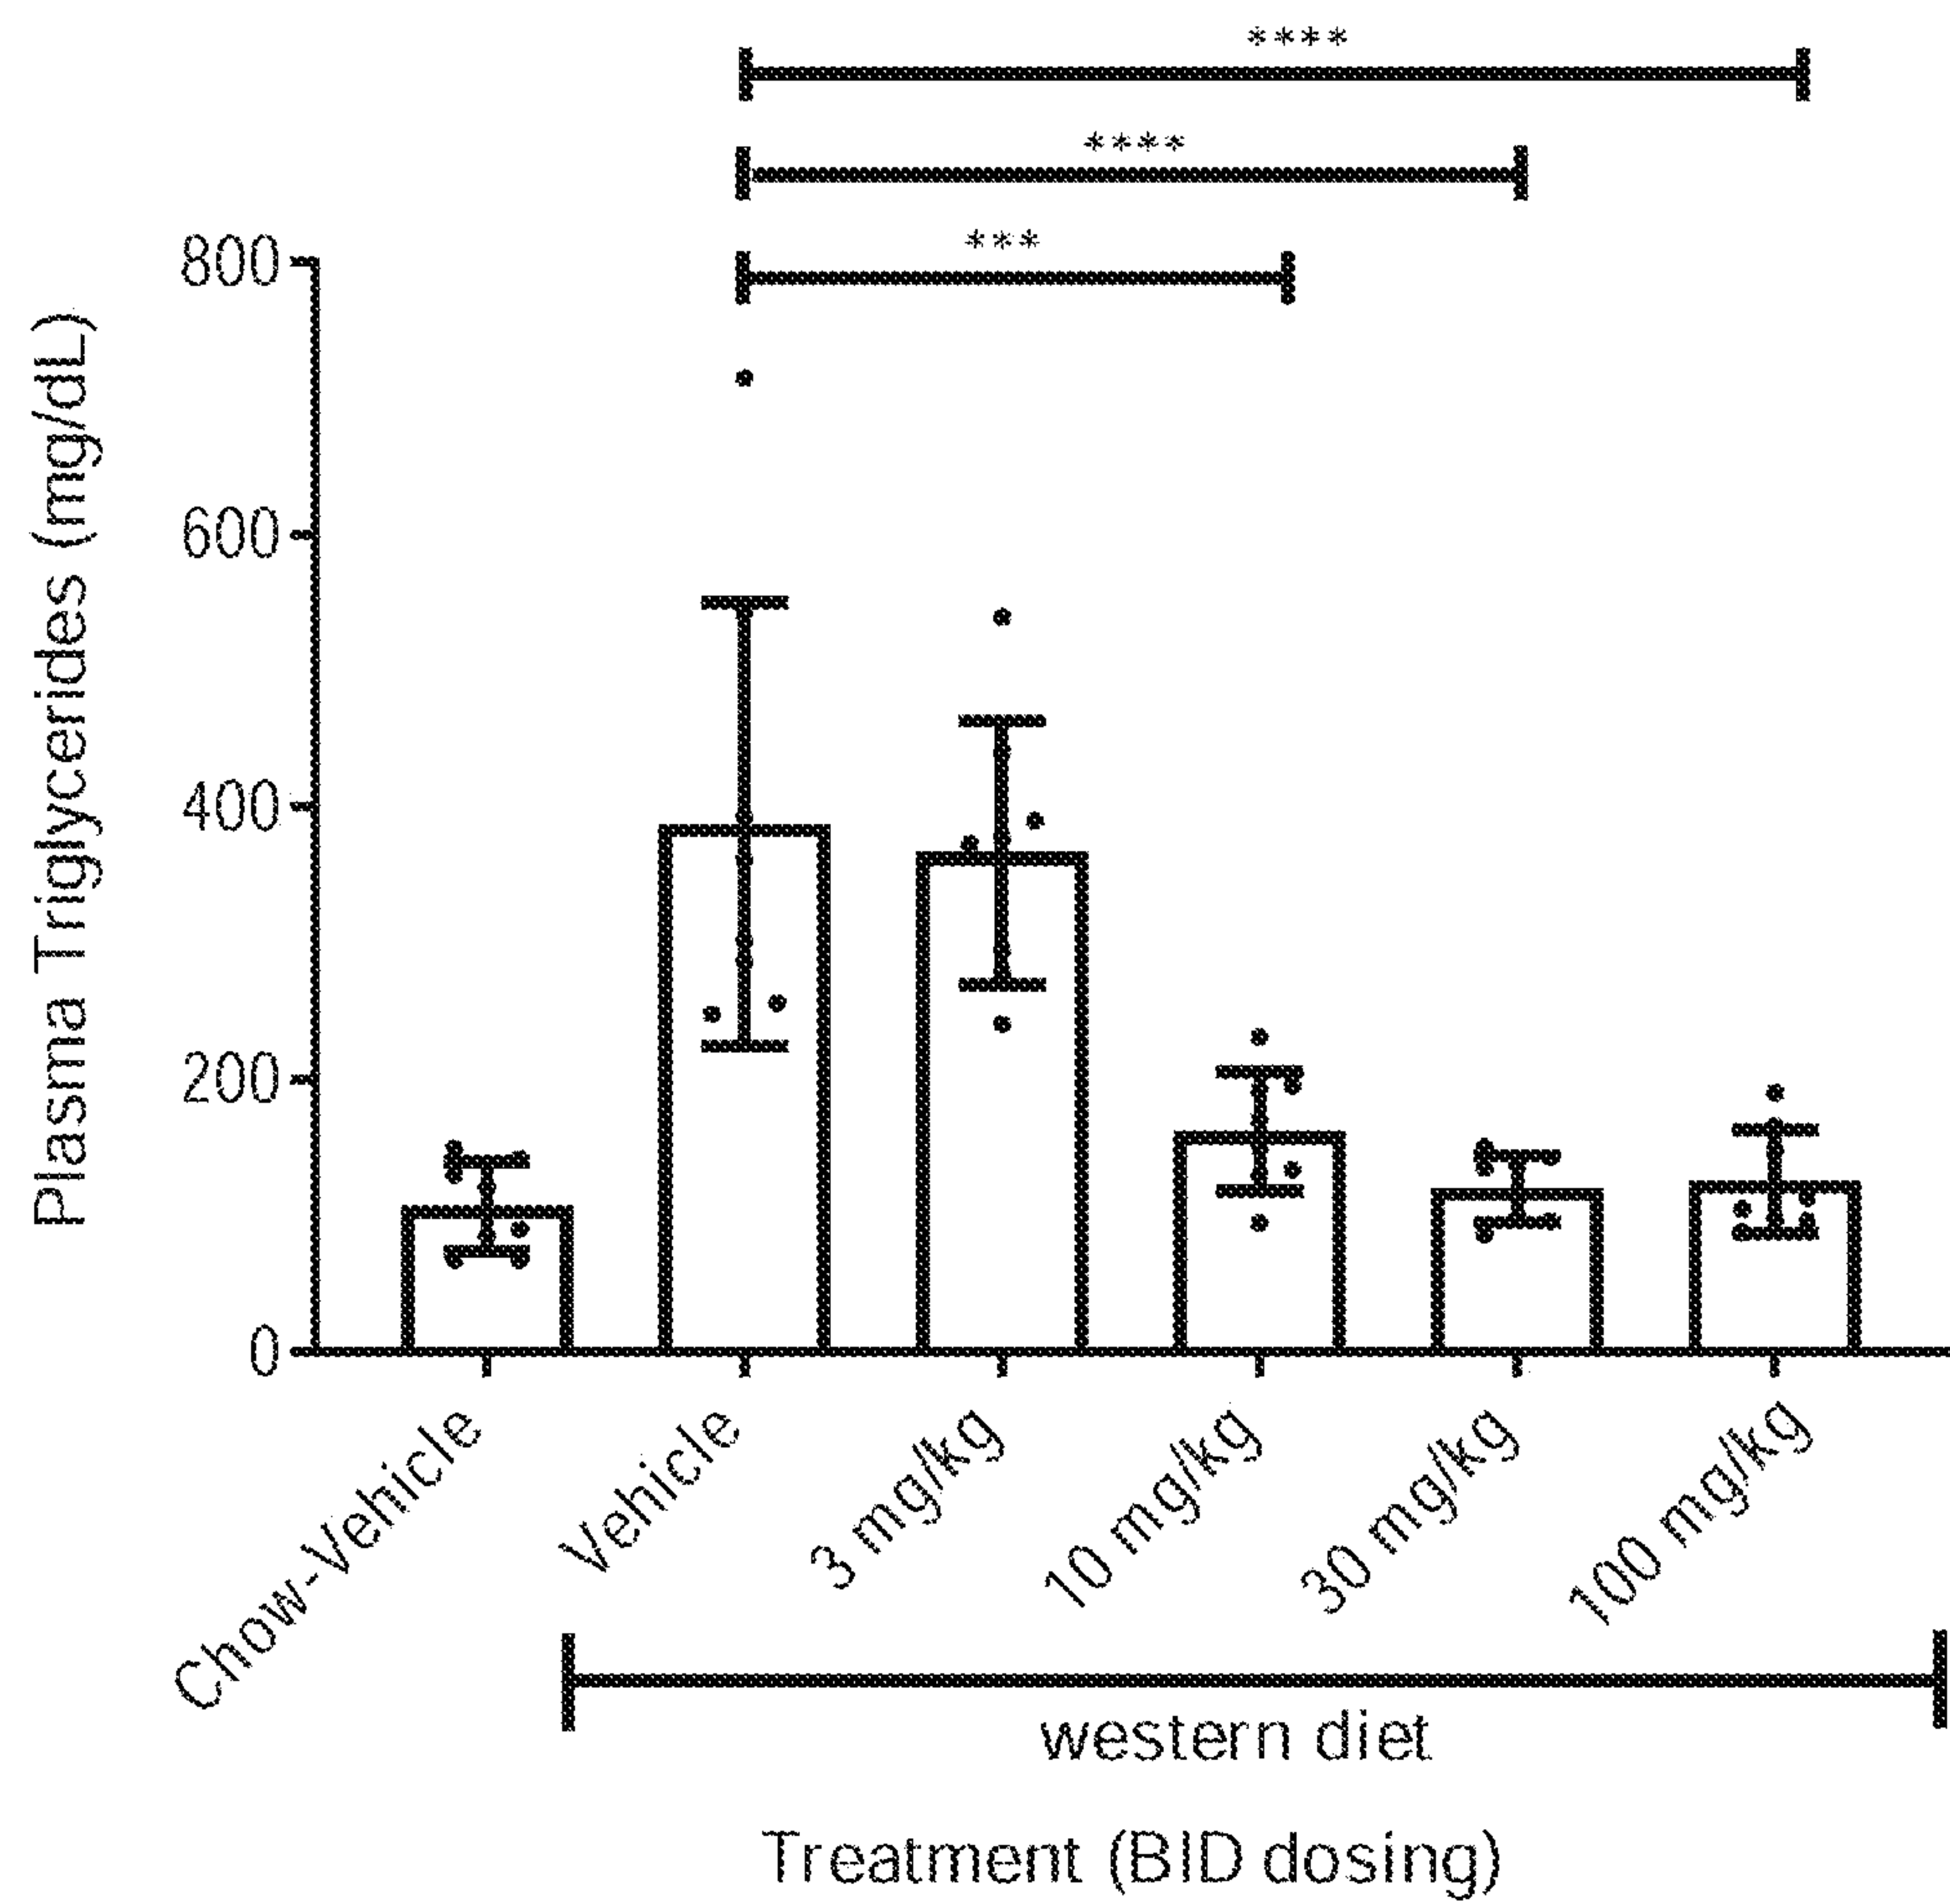 ****
****
***
Plasma Triglycerides (mg/dL)
800
600
400
200
0
Chow-Vehicle
Vehicle
3 mg/kg
10 mg/kg
30 mg/kg
100 mg/kg
western diet
Treatment (BID dosing)